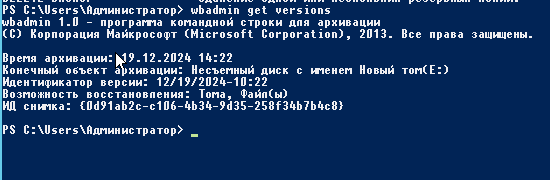 PS C:\Users\Администратор> wbadmin get versions
wbadmin 1.0 - программа командной строки для архивации
(C) Корпорация Майкрософт (Microsoft Corporation), 2013. Все права защищены.
Время архивации: 19.12.2024 14:22
Конечный объект архивации: Несъемный диск с именем Новый том(E:)
Идентификатор версии: 12/19/2024-10:22
Возможность восстановления: Тома, Файл(ы)
ИД снимка: {0d91ab2c-c106-4b34-9d35-258f34b7b4c8}
PS C:\Users\Администратор>